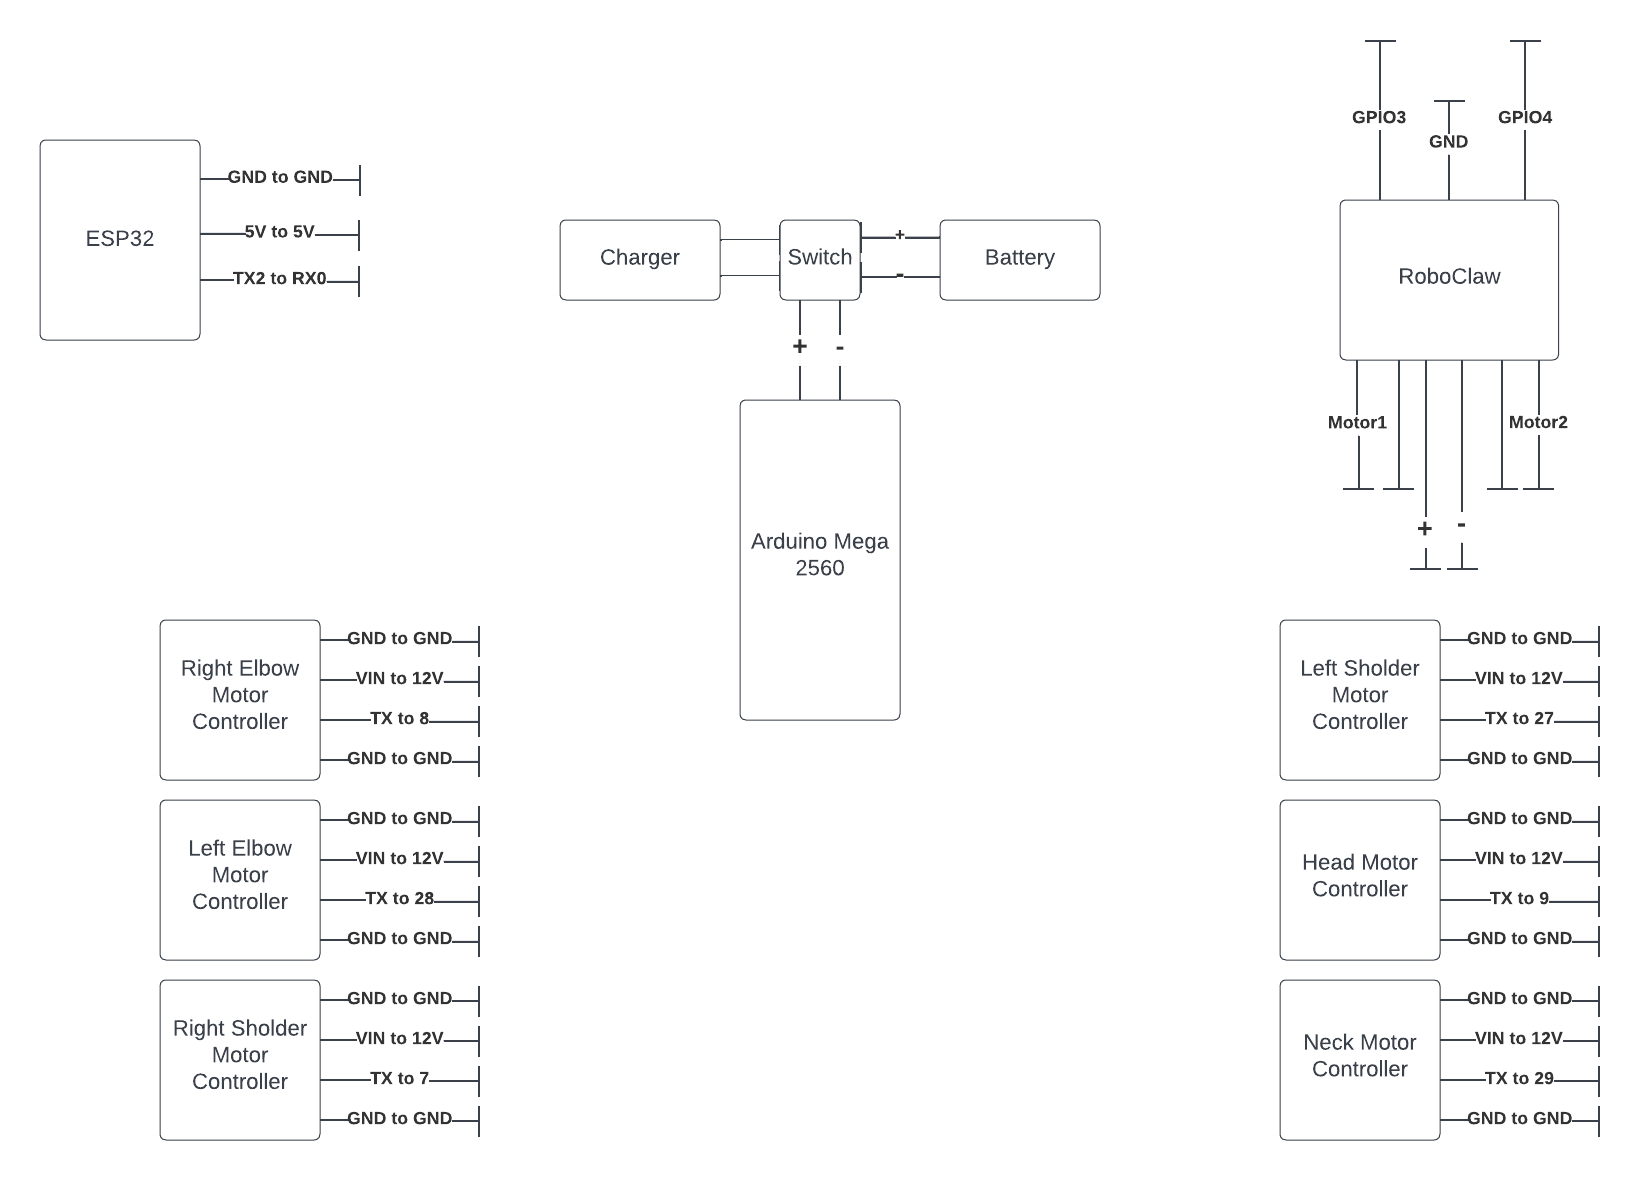 GPIO3
GPIO4
GND
ESP32
GND to GND
5V to 5V
TX2 to RX0
Charger
Switch
+
-
Battery
+
-
Arduino Mega
2560
RoboClaw
Motor1
Motor2
+
-
Right Elbow
Motor
Controller
GND to GND
VIN to 12V
TX to 8
GND to GND
Left Elbow
Motor
Controller
GND to GND
VIN to 12V
TX to 28
GND to GND
Right Sholder
Motor
Controller
GND to GND
VIN to 12V
TX to 7
GND to GND
Left Sholder
Motor
Controller
GND to GND
VIN to 12V
TX to 27
GND to GND
Head Motor
Controller
GND to GND
VIN to 12V
TX to 9
GND to GND
Neck Motor
Controller
GND to GND
VIN to 12V
TX to 29
GND to GND